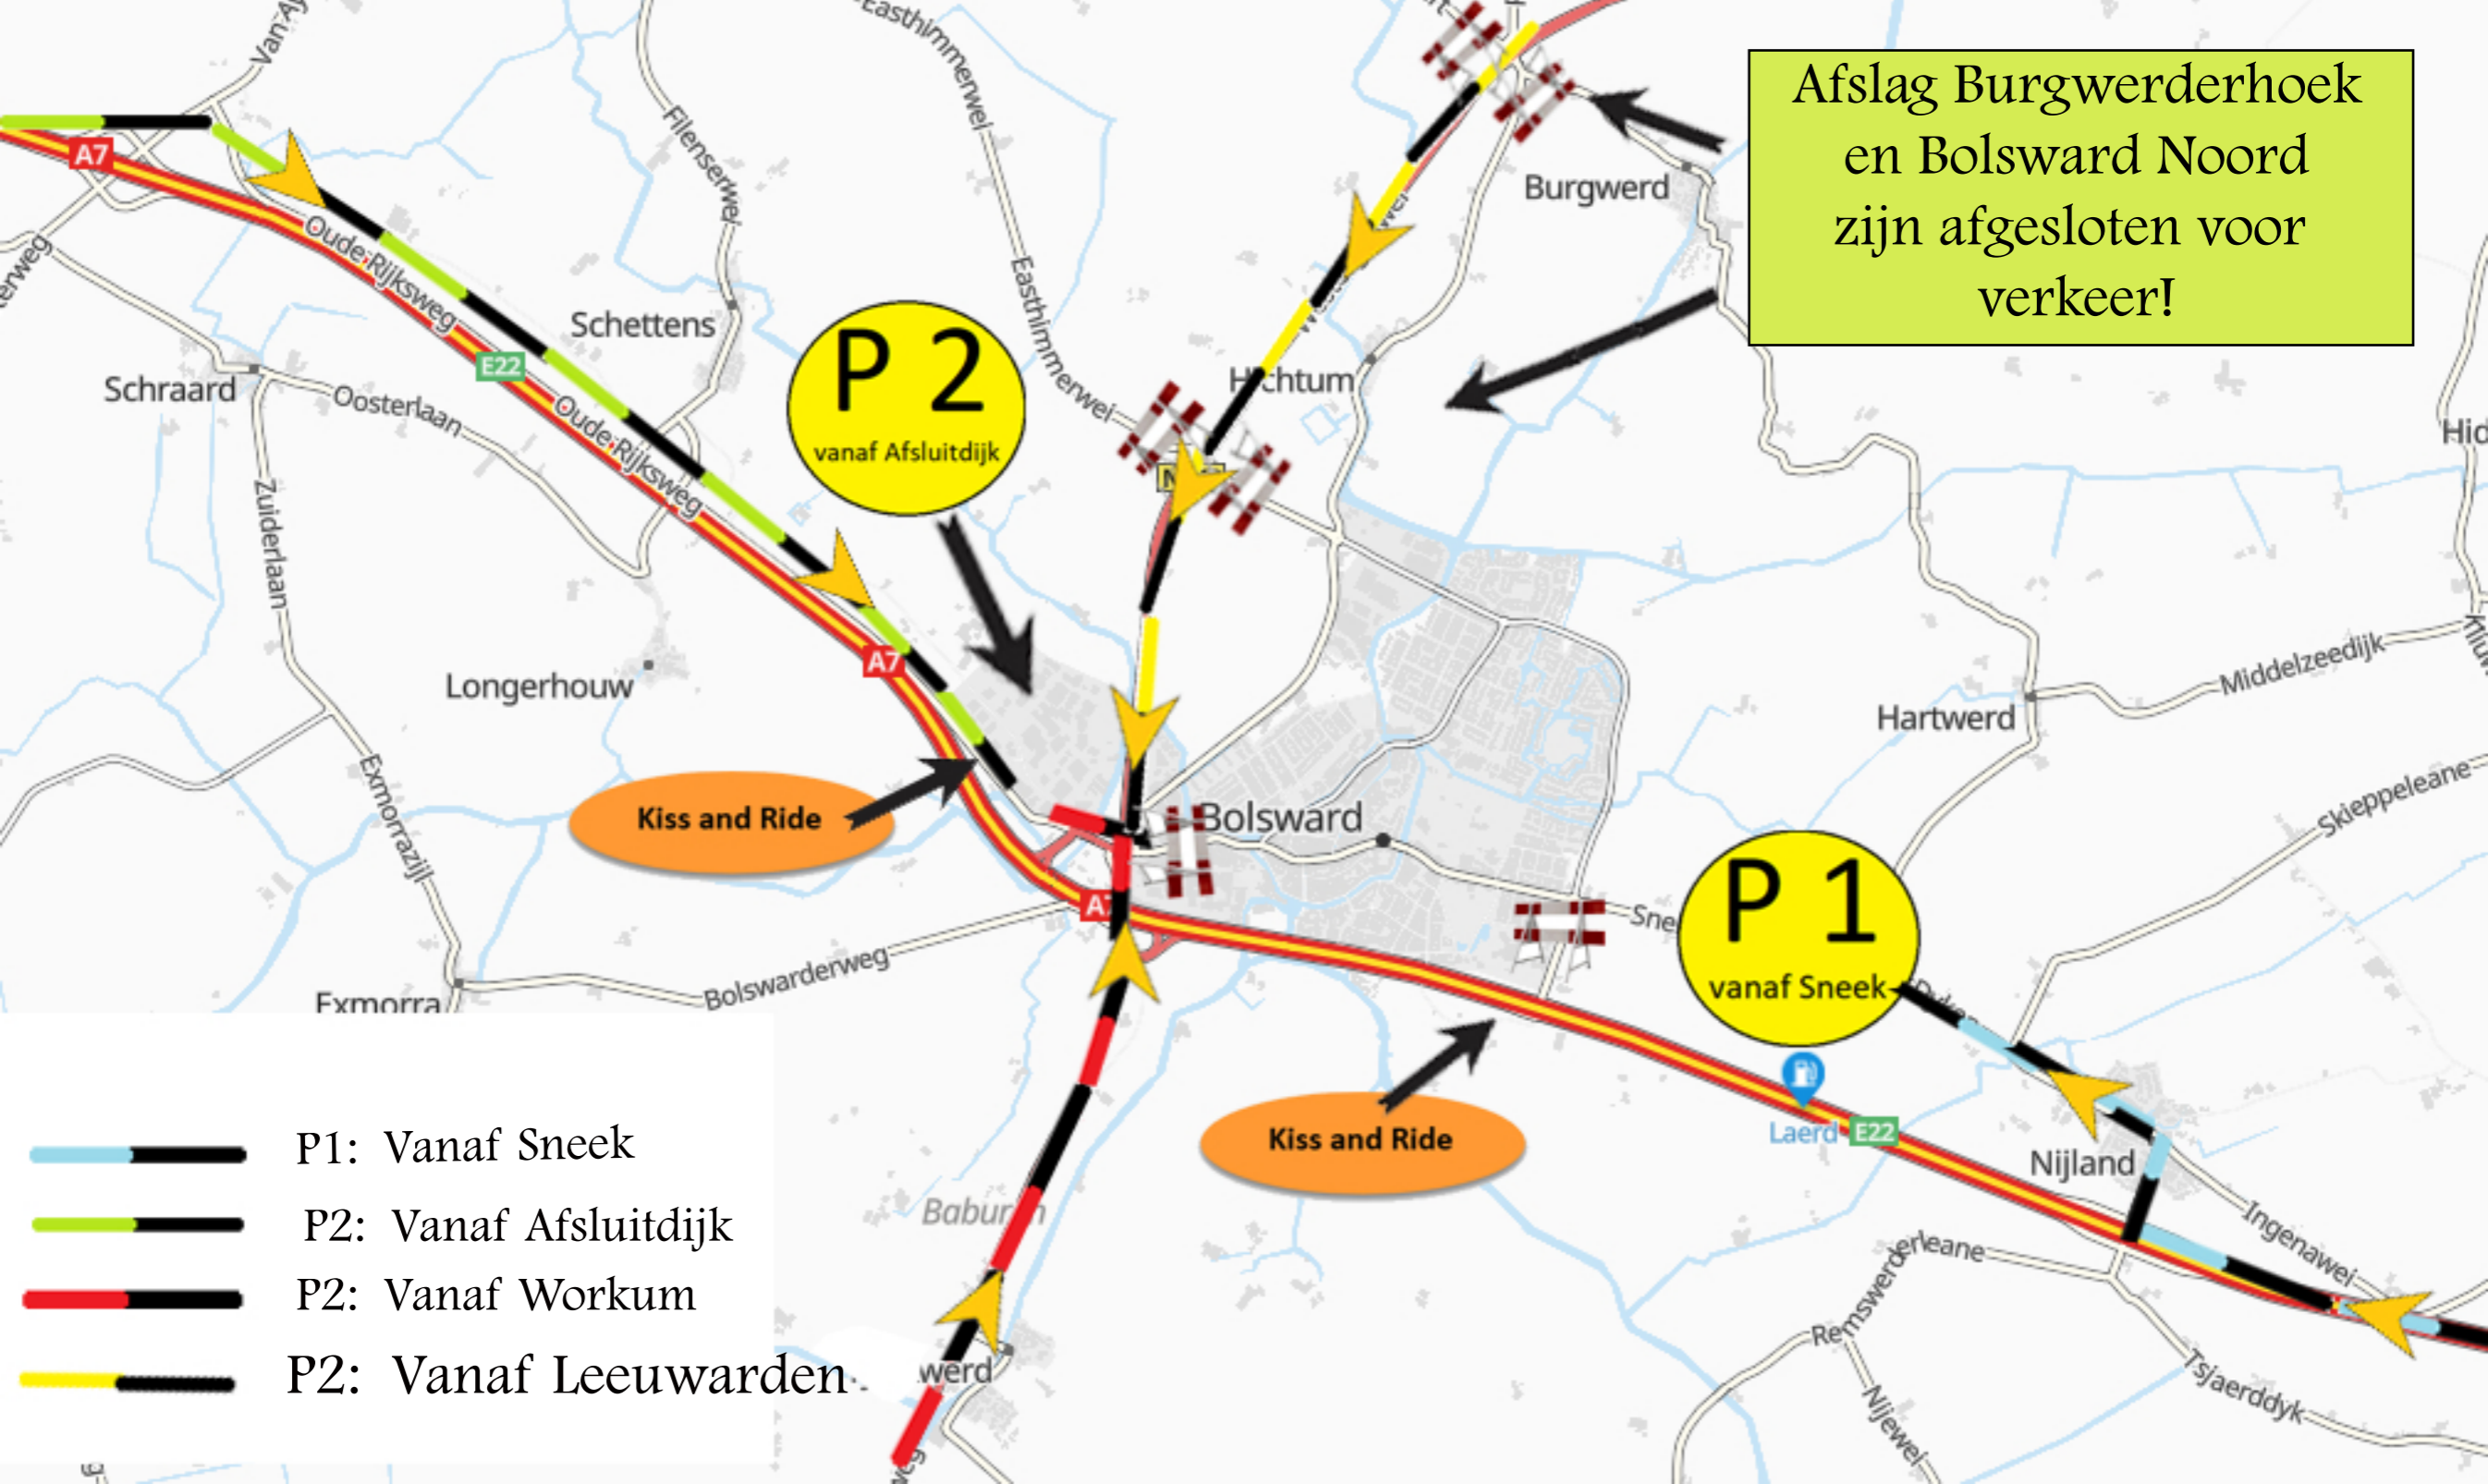 Afslag Burgwerderhoek
en Bolsward Noord
zijn afgesloten voor
verkeer!
Easthimmerwei
Flienserwei
A7
Burgwerd
Oude Rijksweg
Easthimmerwei
Schettens
P 2
vanaf Afsluitdijk
E22
Schraard
Oosterlaan
Oude Rijksweg
Zuiderlaan
A7
Longerhouw
Middelzeedijk
Hartwerd
Exmorrazijl
Kiss and Ride
Bolsward
Skieppeleane
P 1
vanaf Sneek
Bolswarderweg
Exmorra
Kiss and Ride
Laerd
E22
Nijland
Ingenawei
P1: Vanaf Sneek
P2: Vanaf Afsluitdijk
P2: Vanaf Workum
P2: Vanaf Leeuwarden
Tsjaerddyk
Nijewei